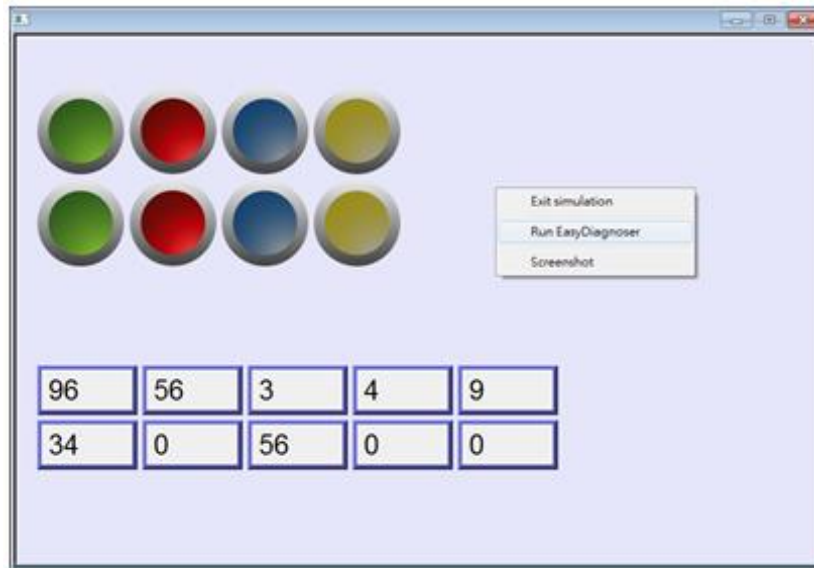 Exit simulation
Run EasyDiagnoser
Screenshot
96 56 3 4 9
34 0 56 0 0